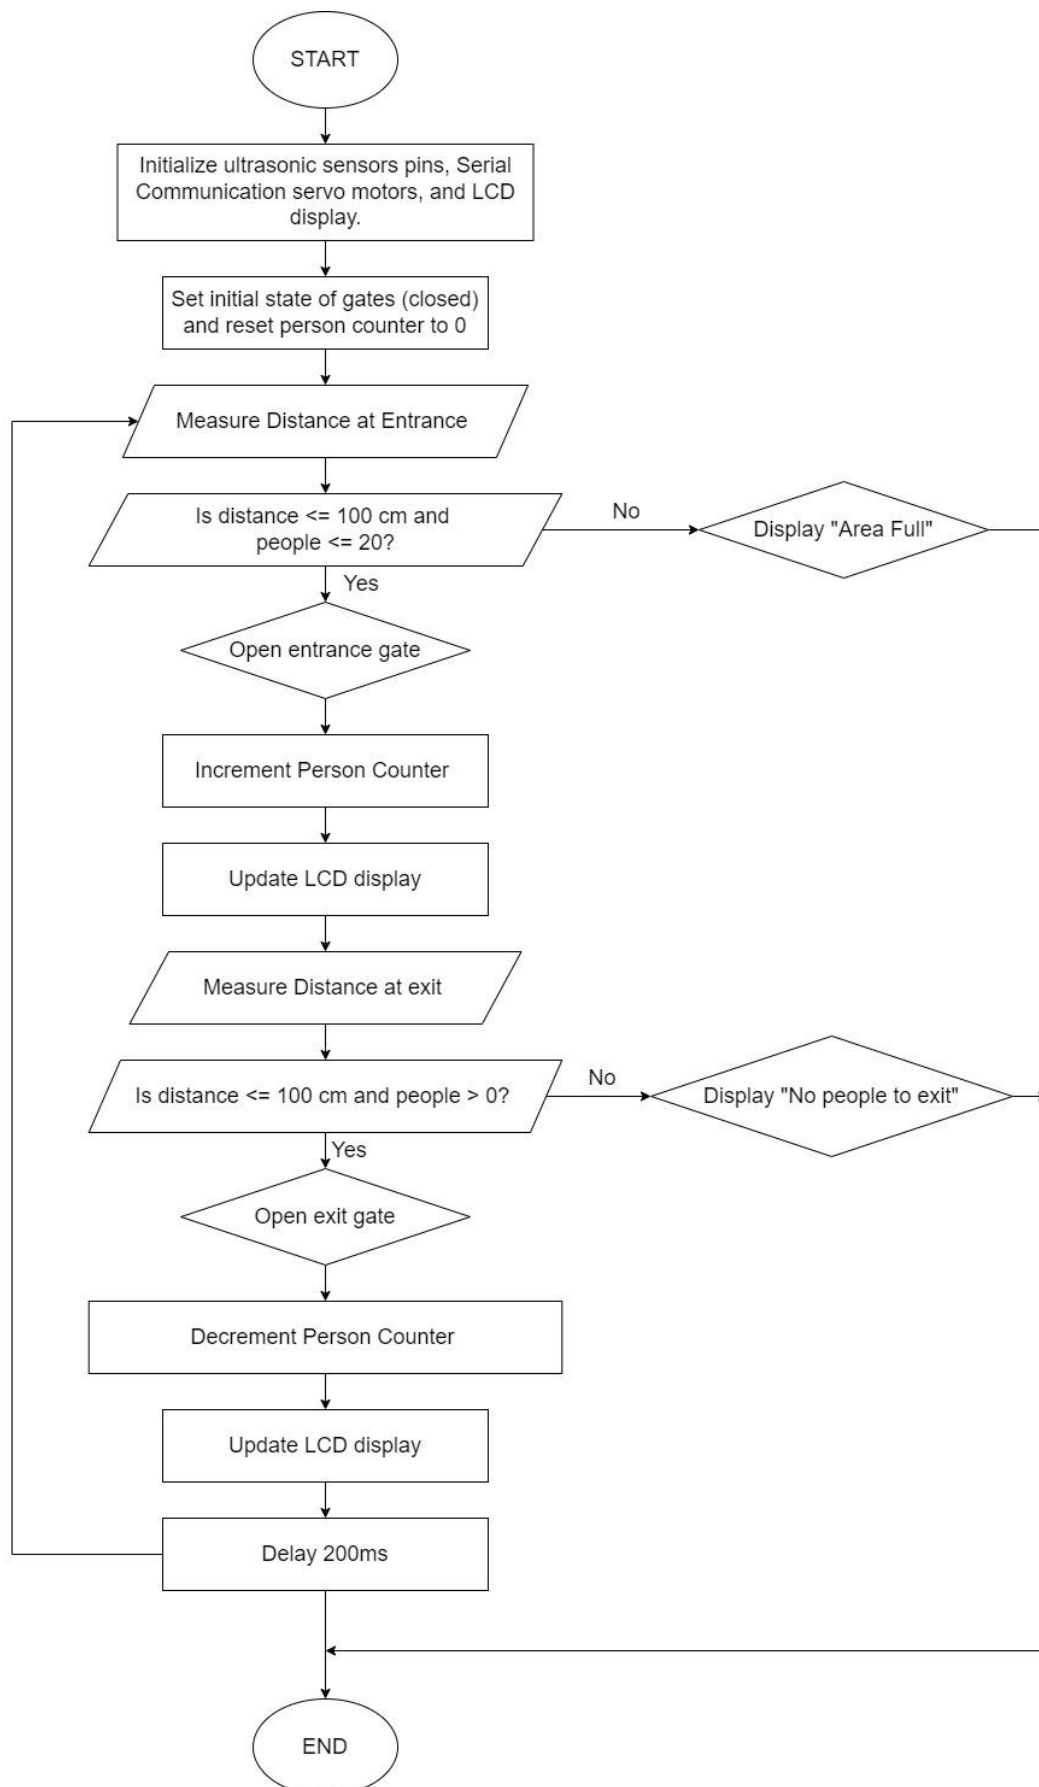 START
Initialize ultrasonic sensors pins, Serial
Communication servo motors, and LCD
display.
Set initial state of gates (closed)
and reset person counter to 0
Measure Distance at Entrance
Is distance <= 100 cm and
people <= 20?
No
Display "Area Full"
Yes
Open entrance gate
Increment Person Counter
Update LCD display
Measure Distance at exit
Is distance <= 100 cm and people > 0?
No
Display "No people to exit"
Yes
Open exit gate
Decrement Person Counter
Update LCD display
Delay 200ms
END